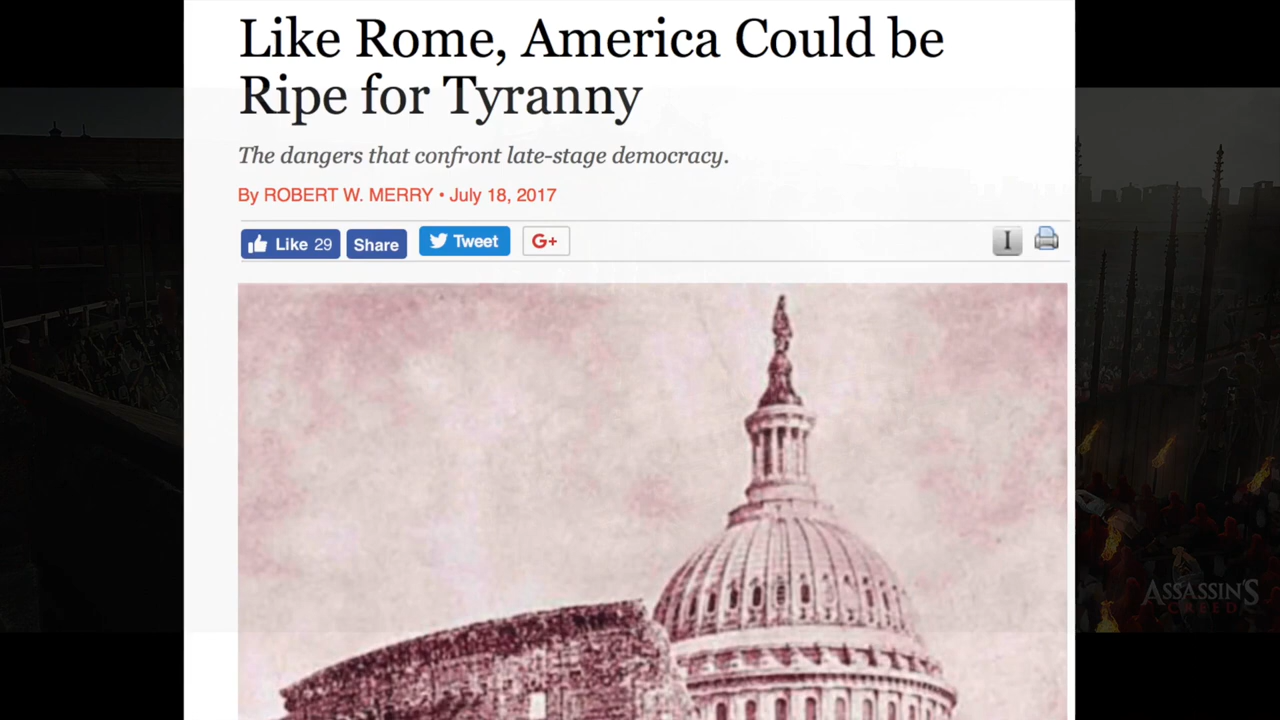 Like Rome, America Could be
Ripe for Tyranny
The dangers that confront late-stage democracy.
By ROBERT W. MERRY • July 18, 2017
Like 29
Share
Tweet
G+
I
ASSASSIN'S
CREED